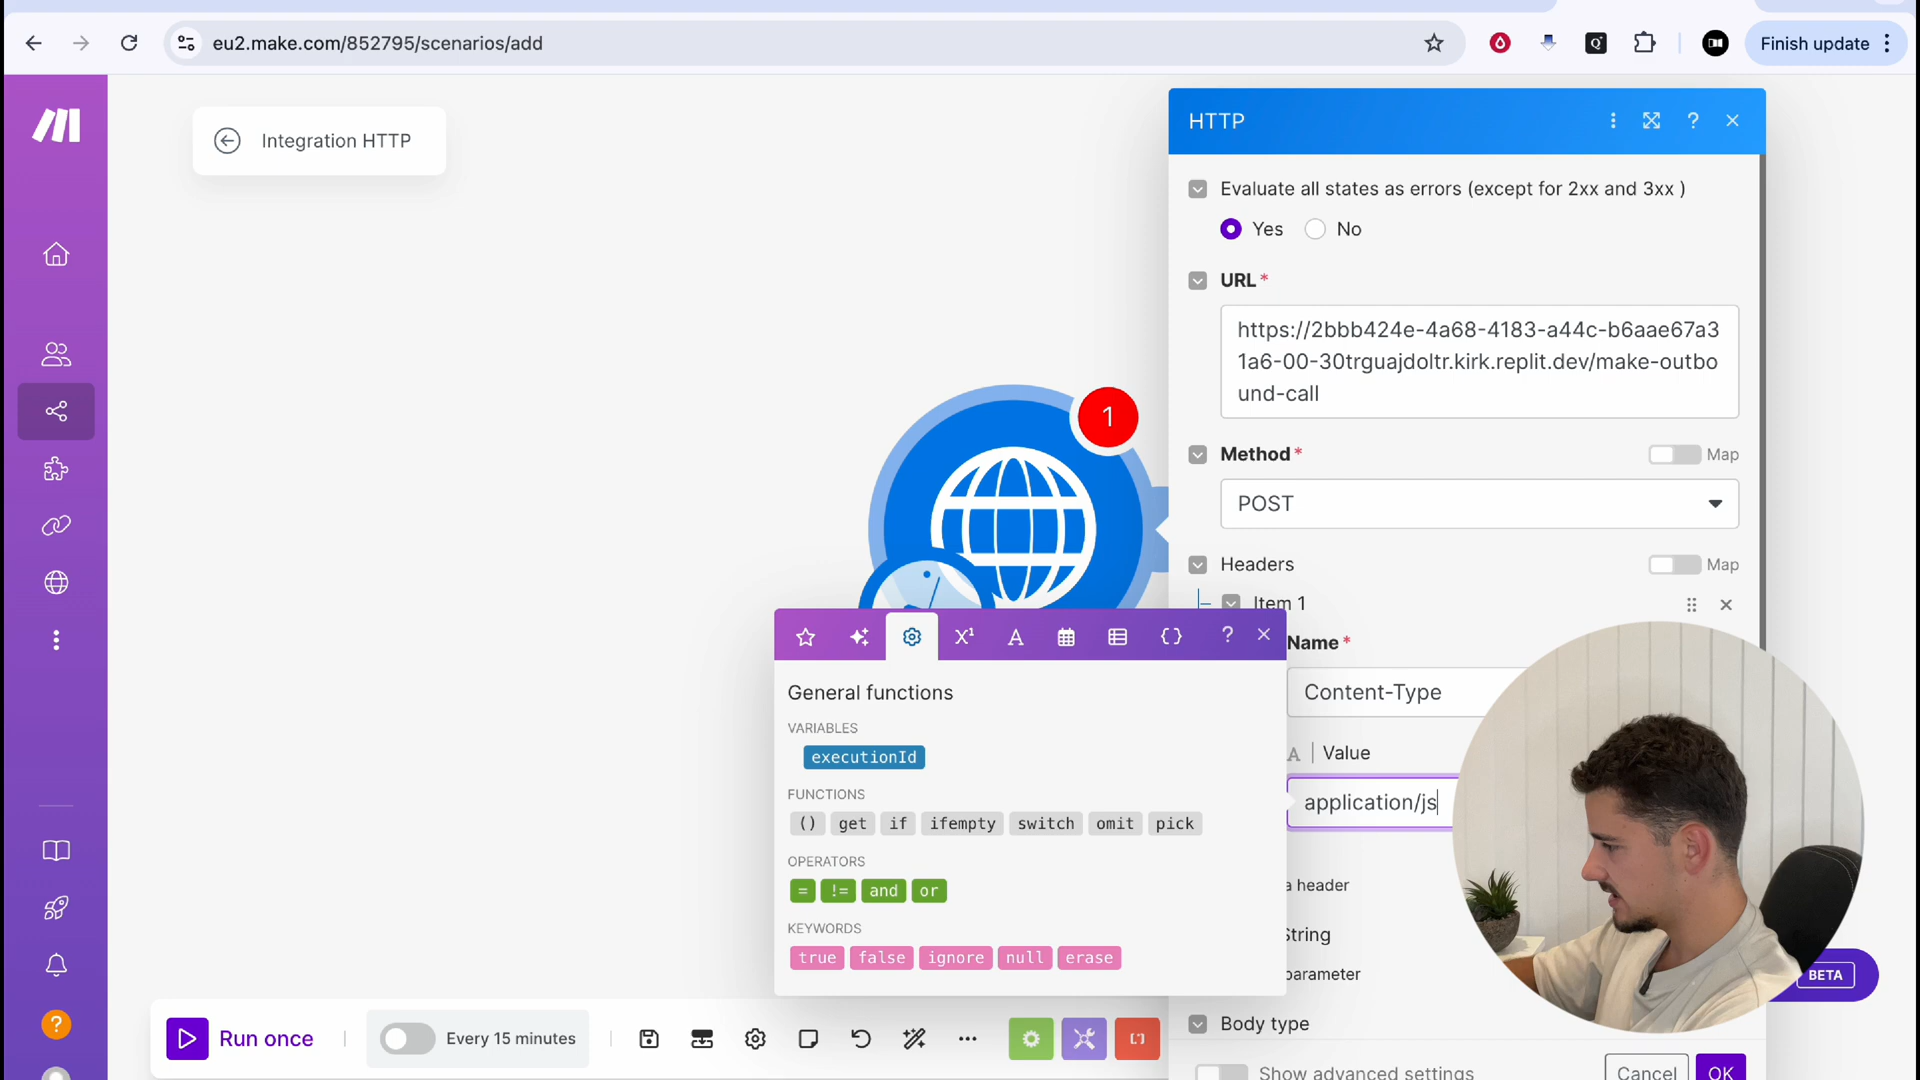 eu2.make.com/852795/scenarios/add
Finish update
Integration HTTP
HTTP
?
Evaluate all states as errors (except for 2xx and 3xx )
Yes No
URL *
https://2bbb424e-4a68-4183-a44c-b6aae67a3
1a6-00-30trguajdoltr.kirk.replit.dev/make-outbo
und-call
1
Method *
Map
POST
Headers
Map
Item 1
Name *
Content-Type
Value
application/js
a header
String
parameter
Body type
Show advanced settings
Cancel
OK
BETA
X¹ A ?
General functions
VARIABLES
executionId
FUNCTIONS
() get if ifempty switch omit pick
OPERATORS
= != and or
KEYWORDS
true false ignore null erase
Run once
Every 15 minutes
?